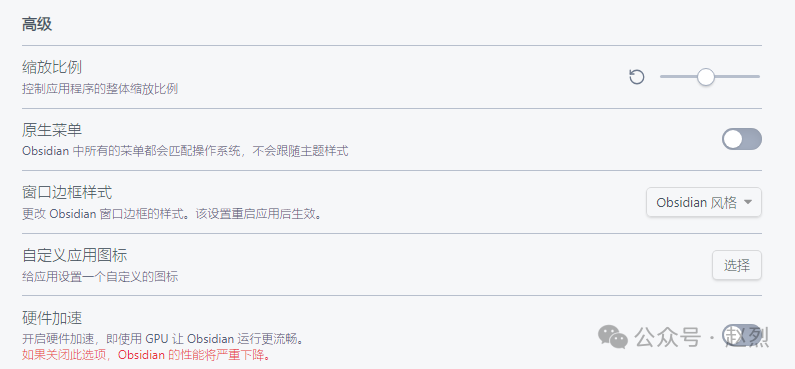 高级
缩放比例
控制应用程序的整体缩放比例
原生菜单
Obsidian 中所有的菜单都会匹配操作系统，不会跟随主题样式
窗口边框样式
更改 Obsidian 窗口边框的样式。该设置重启应用后生效。
Obsidian 风格
自定义应用图标
给应用设置一个自定义的图标
选择
硬件加速
开启硬件加速，即使用 GPU 让 Obsidian 运行更流畅。
如果关闭此选项，Obsidian 的性能将严重下降。
公众号 · 赵烈